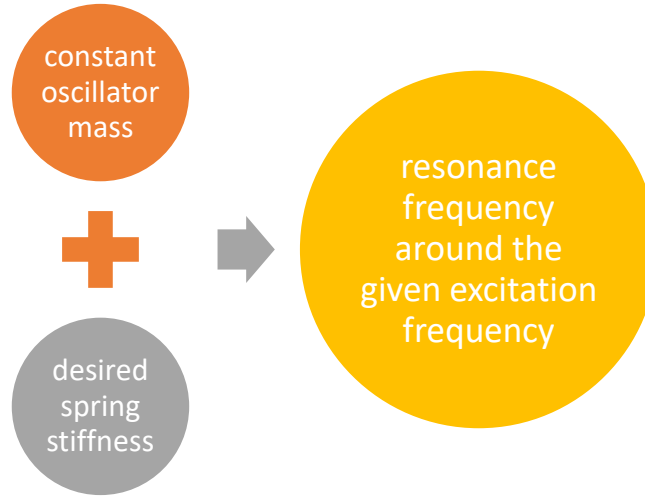 constant
oscillator
mass
desired
spring
stiffness
resonance
frequency
around the
given excitation
frequency